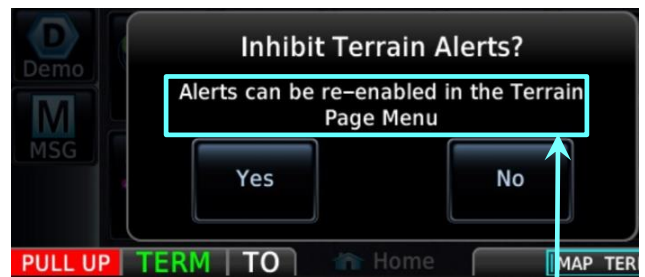 Demo
MSG
Inhibit Terrain Alerts?
Alerts can be re-enabled in the Terrain
Page Menu
Yes
No
PULL UP TERM TO Home MAP TER